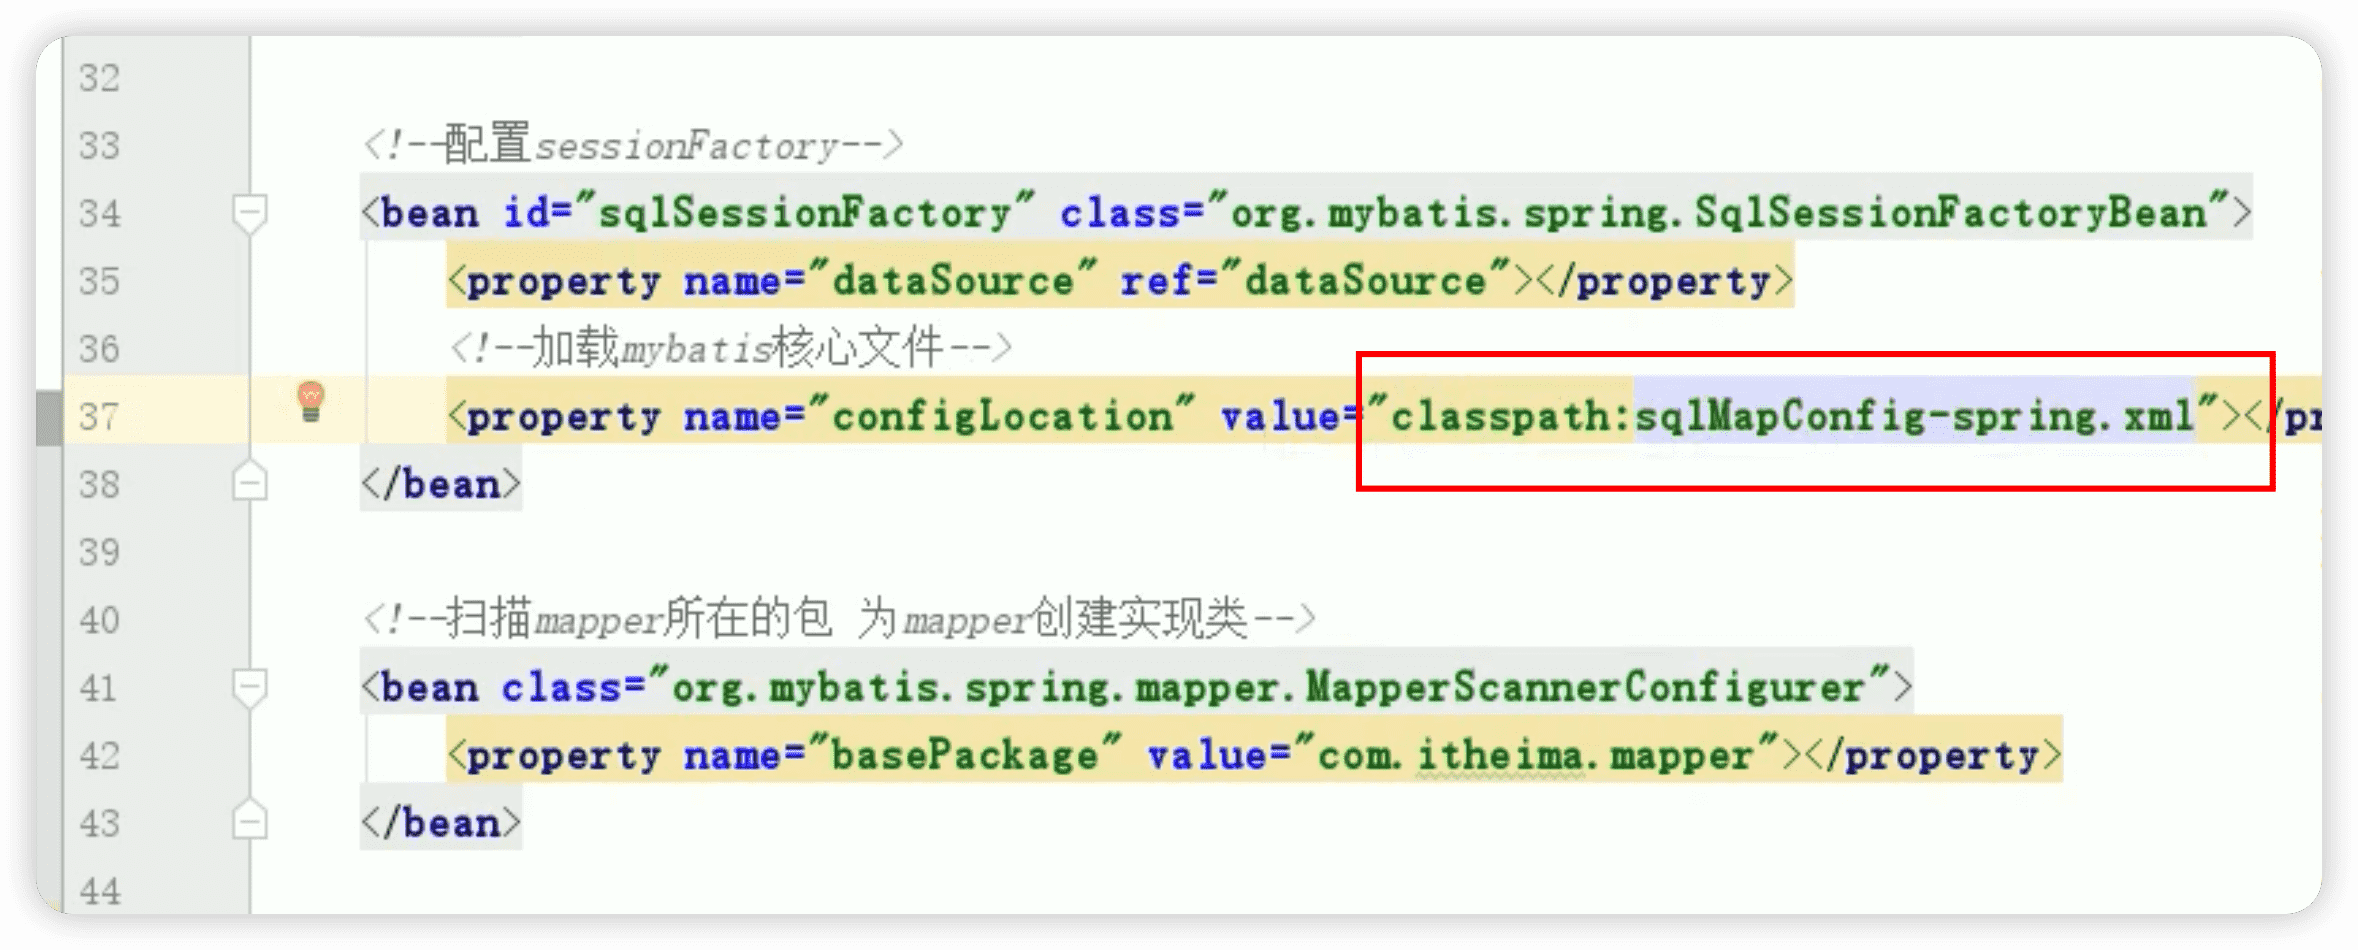 32
33 <!--配置sessionFactory-->
34 <bean id="sqlSessionFactory" class="org.mybatis.spring.SqlSessionFactoryBean">
35 <property name="dataSource" ref="dataSource"></property>
36 <!--加载mybatis核心文件-->
37 <property name="configLocation" value="classpath:sqlMapConfig-spring.xml"></pr
38 </bean>
39
40 <!--扫描mapper所在的包 为mapper创建实现类-->
41 <bean class="org.mybatis.spring.mapper.MapperScannerConfigurer">
42 <property name="basePackage" value="com.itheima.mapper"></property>
43 </bean>
44